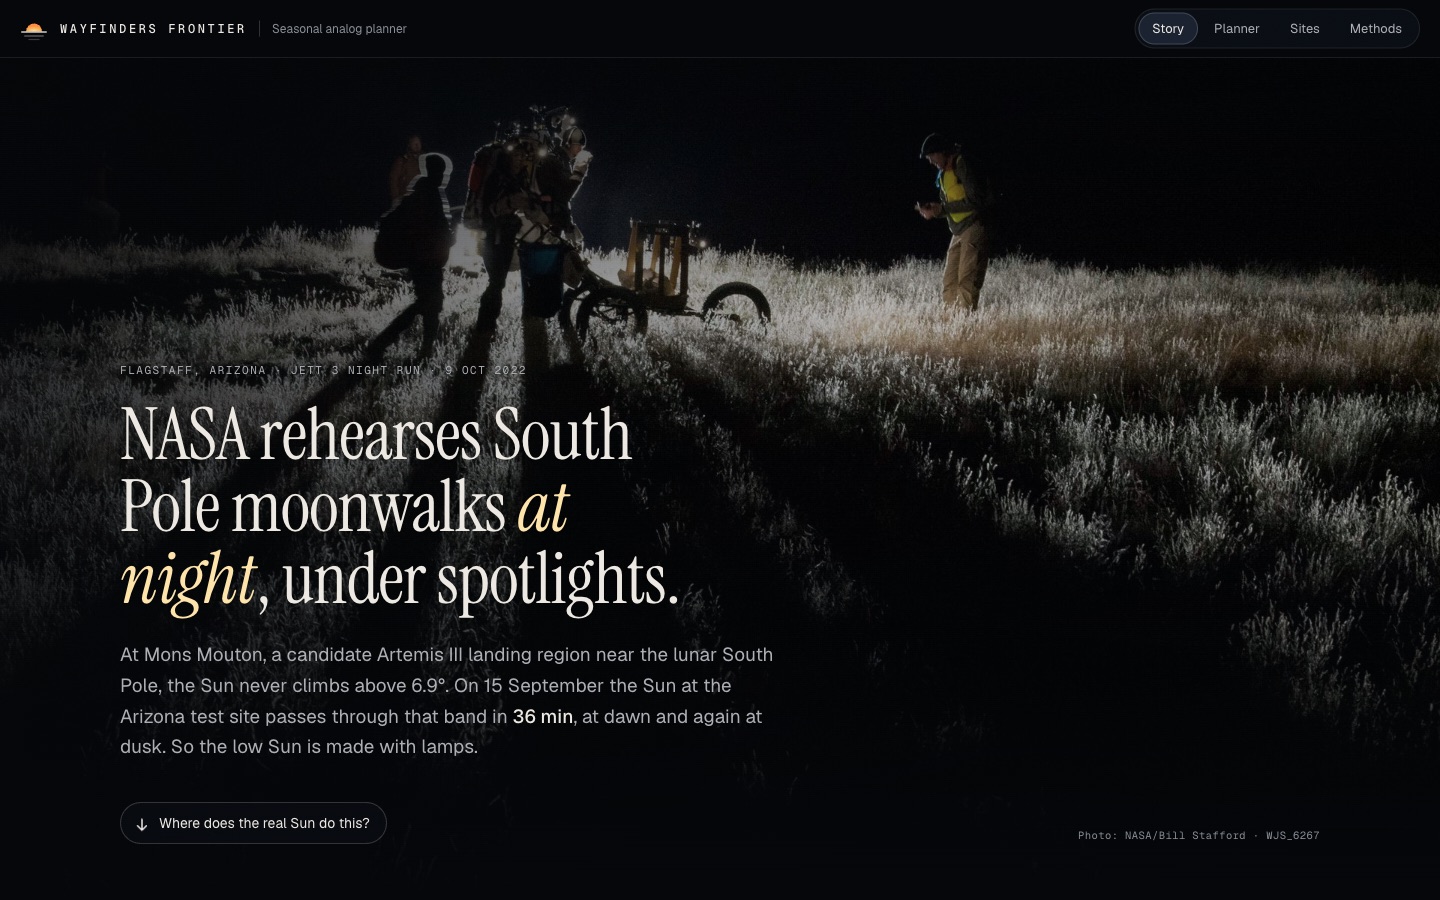 WAYFINDERS FRONTIER
Seasonal analog planner
Story
Planner
Sites
Methods
FLAGSTAFF, ARIZONA · JETT 3 NIGHT RUN · 9 OCT 2022
NASA rehearses South
Pole moonwalks at
night, under spotlights.
At Mons Mouton, a candidate Artemis III landing region near the lunar South
Pole, the Sun never climbs above 6.9°. On 15 September the Sun at the
Arizona test site passes through that band in 36 min, at dawn and again at
dusk. So the low Sun is made with lamps.
↓ Where does the real Sun do this?
Photo: NASA/Bill Stafford · WJS_6267